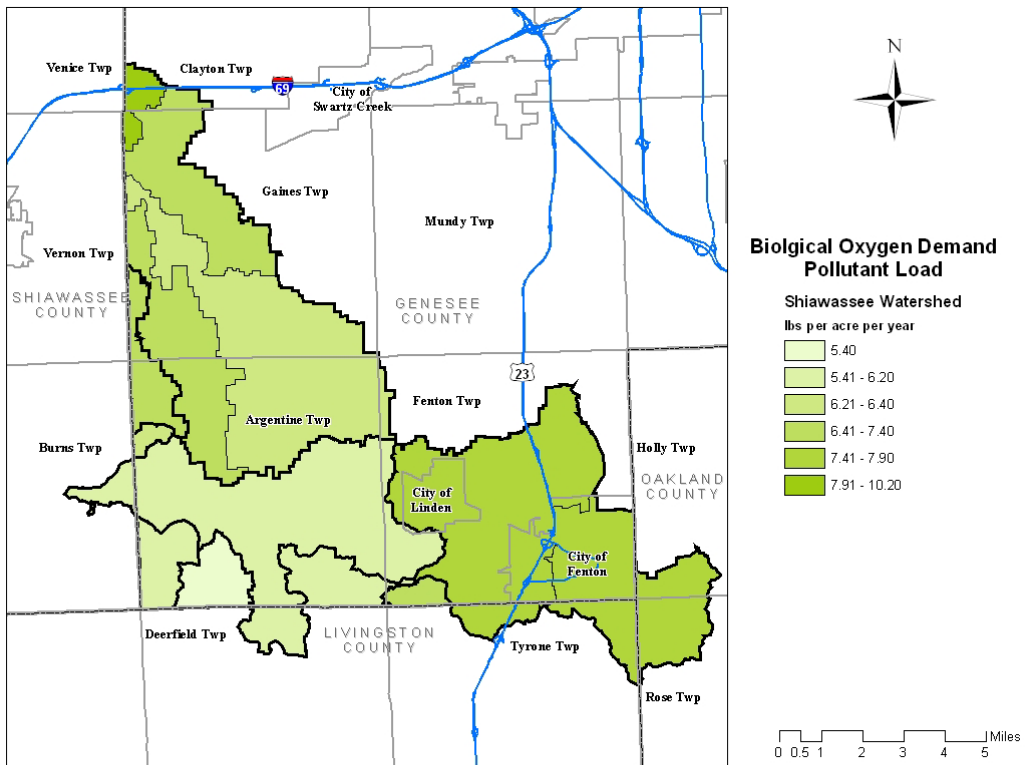 N
Venice Twp
Clayton Twp
69
City of
Swartz Creek
Gaines Twp
Mundy Twp
Vernon Twp
SHIAWASSEE
COUNTY
GENESEE
COUNTY
23
Fenton Twp
Argentine Twp
Burns Twp
Holly Twp
OAKLAND
COUNTY
City of
Linden
City of
Fenton
Deerfield Twp
LIVINGSTON
COUNTY
Tyrone Twp
Rose Twp
Biolgical Oxygen Demand
Pollutant Load
Shiawassee Watershed
lbs per acre per year
5.40
5.41 - 6.20
6.21 - 6.40
6.41 - 7.40
7.41 - 7.90
7.91 - 10.20
Miles
0 0.5 1 2 3 4 5